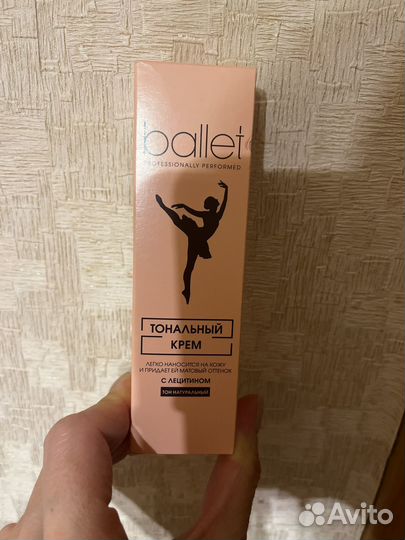 ballet
PROFESSIONALLY PERFORMED
ТОНАЛЬНЫЙ
КРЕМ
ЛЕГКО НАНОСИТСЯ НА КОЖУ
И ПРИДАЕТ ЕЙ МАТОВЫЙ ОТТЕНОК
С ЛЕЦИТИНОМ
ТОН НАТУРАЛЬНЫЙ
Avito